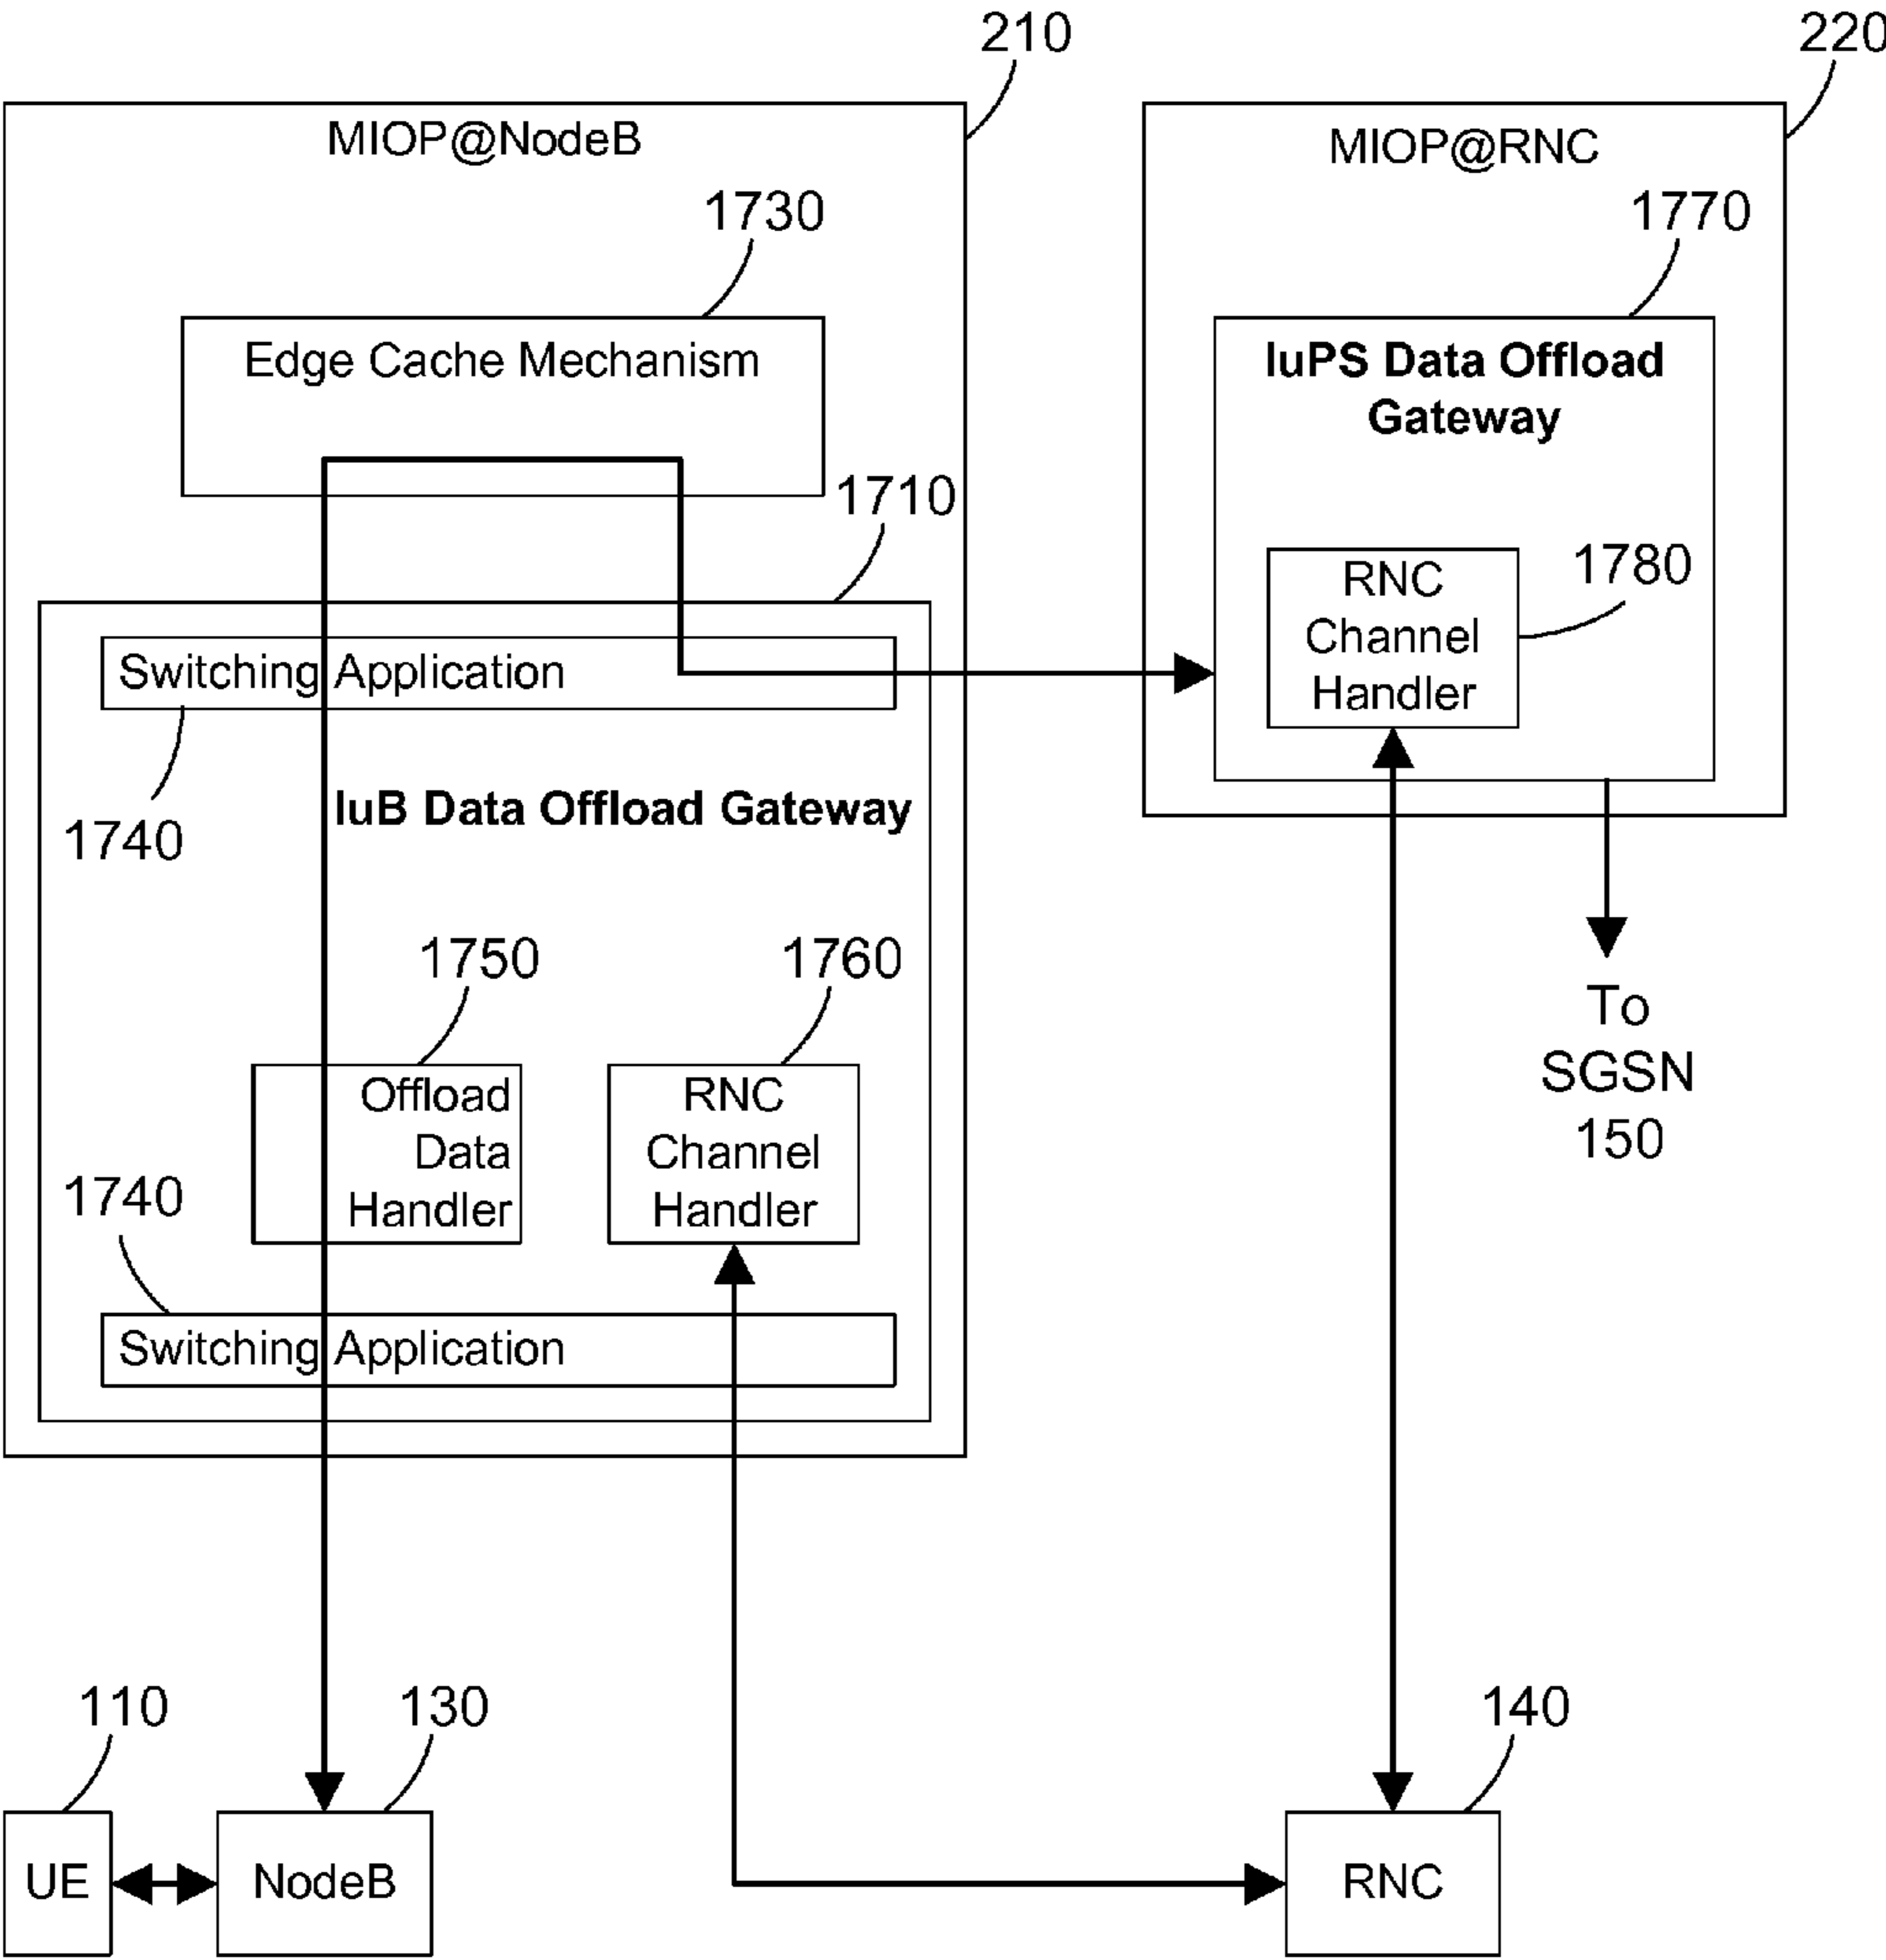 210
220
MIOP@NodeB
MIOP@RNC
1730
1770
Edge Cache Mechanism
IuPS Data Offload
Gateway
1710
1780
RNC
Channel
Handler
Switching Application
1740
IuB Data Offload Gateway
1750
1760
To
SGSN
150
Offload
Data
Handler
RNC
Channel
Handler
1740
Switching Application
110
130
140
UE
NodeB
RNC